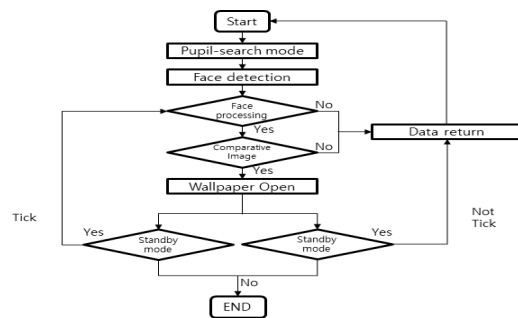 Start
Pupil-search mode
Face detection
Face
processing
No
Yes
Data return
Comparative
Image
No
Yes
Wallpaper Open
Tick
Not
Tick
Yes
Standby
mode
Standby
mode
Yes
No
END